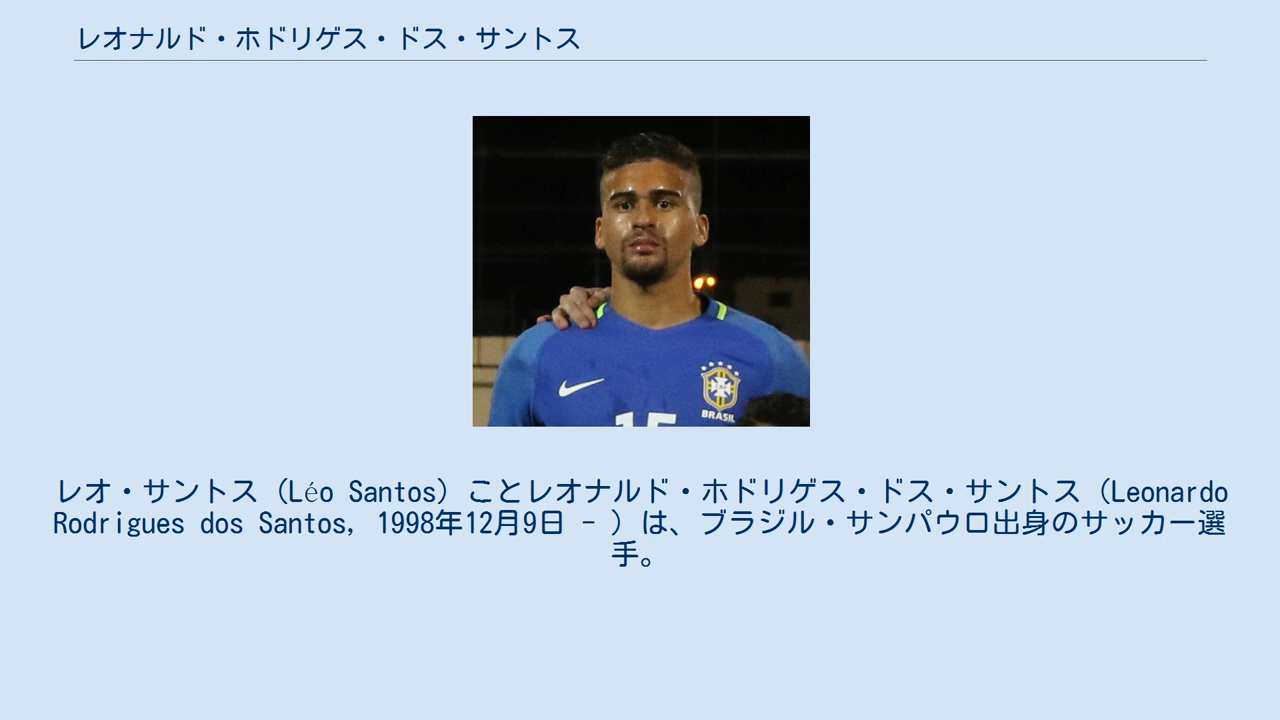 レオナルド・ホドリゲス・ドス・サントス
BRASIL
15
レオ・サントス（Léo Santos）ことレオナルド・ホドリゲス・ドス・サントス（Leonardo
Rodrigues dos Santos, 1998年12月9日 - ）は、ブラジル・サンパウロ出身のサッカー選
手。